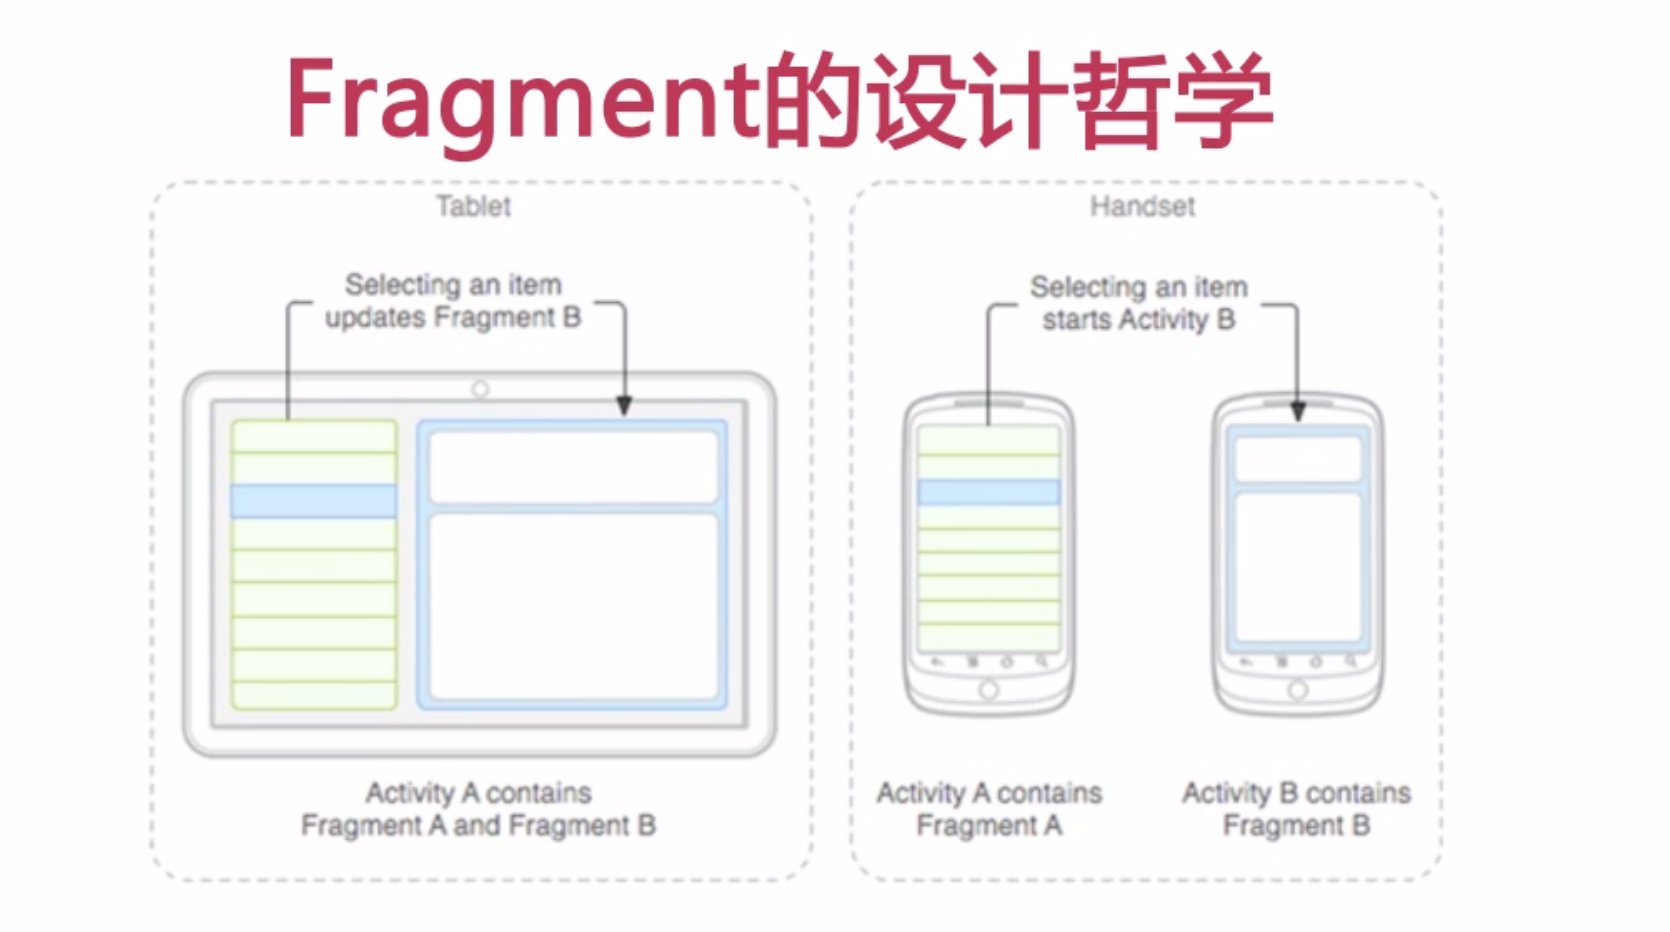 Fragment的设计哲学
Tablet
Selecting an item
updates Fragment B
Activity A contains
Fragment A and Fragment B
Handset
Selecting an item
starts Activity B
Activity A contains
Fragment A
Activity B contains
Fragment B